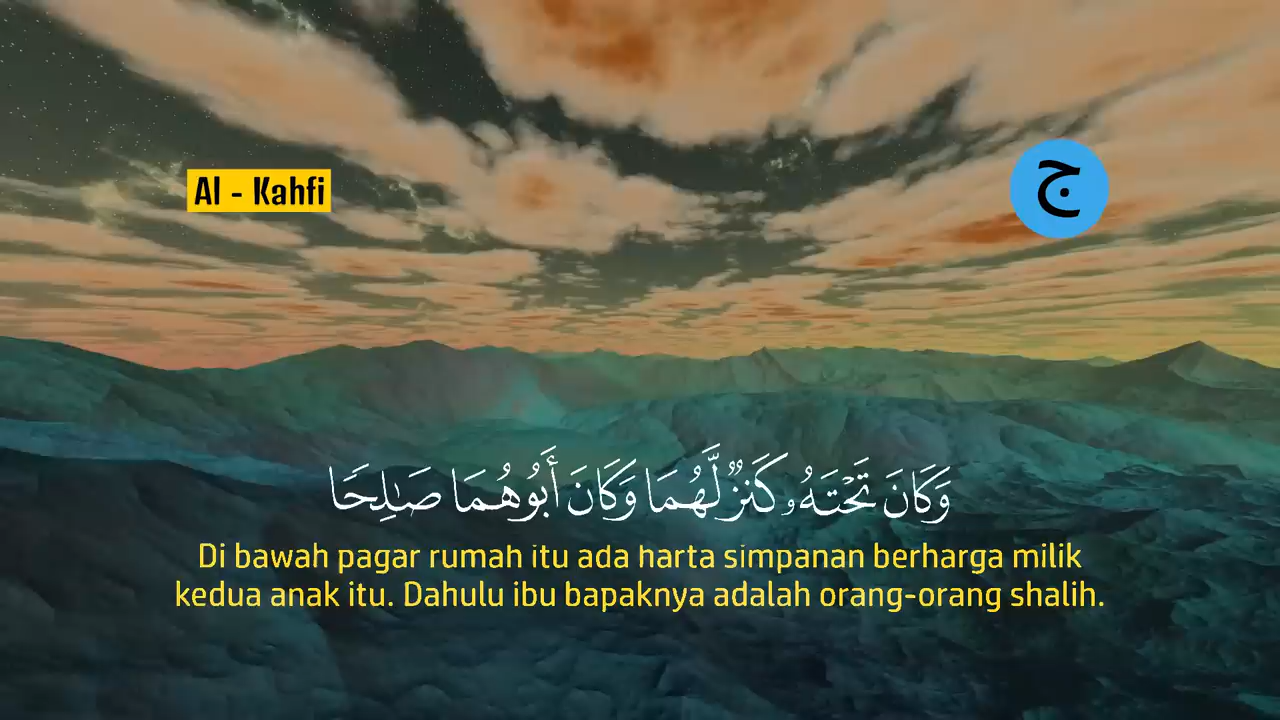 Al - Kahfi
ج
وَكَانَ تَحْتَهُۥ كَنزٌ لَّهُمَا وَكَانَ أَبُوهُمَا صَـٰلِحًا
Di bawah pagar rumah itu ada harta simpanan berharga milik
kedua anak itu. Dahulu ibu bapaknya adalah orang-orang shalih.